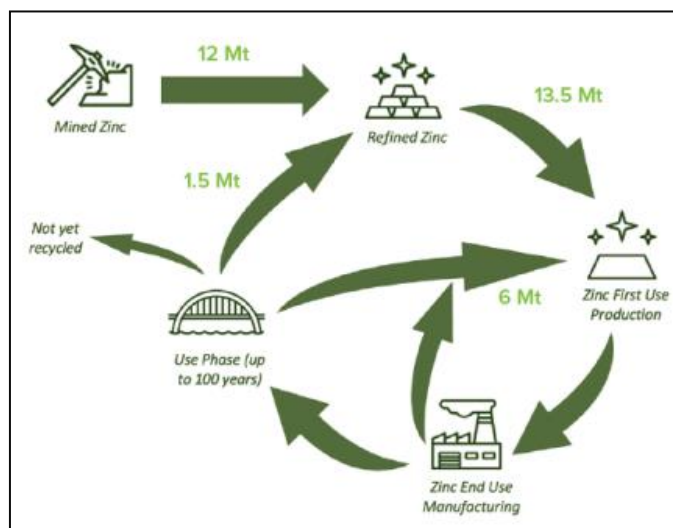 12 Mt
Mined Zinc
Refined Zinc
13.5 Mt
1.5 Mt
Not yet
recycled
6 Mt
Zinc First Use
Production
Use Phase (up
to 100 years)
Zinc End Use
Manufacturing